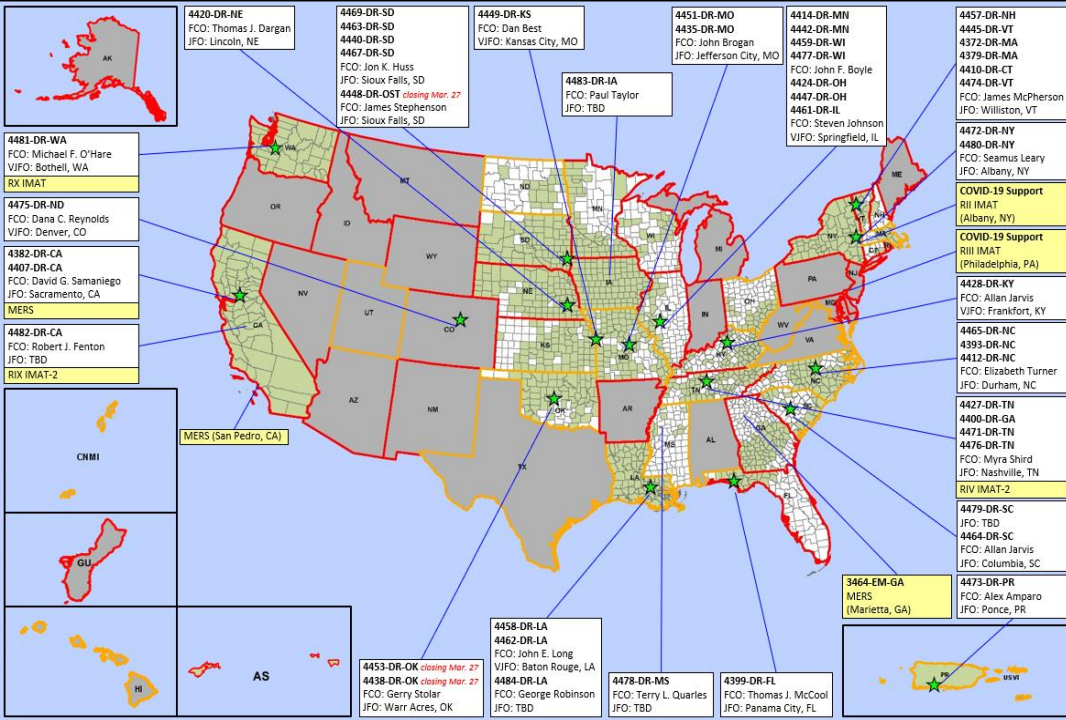 4420-DR-NE
FCO: Thomas J. Dargan
JFO: Lincoln, NE
4469-DR-SD
4463-DR-SD
4440-DR-SD
4467-DR-SD
FCO: Jon K. Huss
JFO: Sioux Falls, SD
4448-DR-OST closing Mar. 27
FCO: James Stephenson
JFO: Sioux Falls, SD
4449-DR-KS
FCO: Dan Best
VJFO: Kansas City, MO
4483-DR-IA
FCO: Paul Taylor
JFO: TBD
4451-DR-MO
4435-DR-MO
FCO: John Brogan
JFO: Jefferson City, MO
4414-DR-MN
4442-DR-MN
4459-DR-WI
4477-DR-WI
FCO: John F. Boyle
4424-DR-OH
4447-DR-OH
4461-DR-IL
FCO: Steven Johnson
VJFO: Springfield, IL
4457-DR-NH
4445-DR-VT
4372-DR-MA
4379-DR-MA
4410-DR-CT
4474-DR-VT
FCO: James McPherson
JFO: Williston, VT
4472-DR-NY
4480-DR-NY
FCO: Seamus Leary
JFO: Albany, NY
COVID-19 Support
RII IMAT
(Albany, NY)
COVID-19 Support
RIII IMAT
(Philadelphia, PA)
4428-DR-KY
FCO: Allan Jarvis
VJFO: Frankfort, KY
4465-DR-NC
4393-DR-NC
4412-DR-NC
FCO: Elizabeth Turner
JFO: Durham, NC
4427-DR-TN
4400-DR-GA
4471-DR-TN
4476-DR-TN
FCO: Myra Shird
JFO: Nashville, TN
RIV IMAT-2
4479-DR-SC
JFO: TBD
4464-DR-SC
FCO: Allan Jarvis
JFO: Columbia, SC
4473-DR-PR
FCO: Alex Amparo
JFO: Ponce, PR
3464-EM-GA
MERS
(Marietta, GA)
4399-DR-FL
FCO: Thomas J. McCool
JFO: Panama City, FL
4478-DR-MS
FCO: Terry L. Quarles
JFO: TBD
4458-DR-LA
4462-DR-LA
FCO: John E. Long
VJFO: Baton Rouge, LA
4484-DR-LA
FCO: George Robinson
JFO: TBD
4453-DR-OK closing Mar. 27
4438-DR-OK closing Mar. 27
FCO: Gerry Stolar
JFO: Warr Acres, OK
4481-DR-WA
FCO: Michael F. O'Hare
VJFO: Bothell, WA
RX IMAT
4475-DR-ND
FCO: Dana C. Reynolds
VJFO: Denver, CO
4382-DR-CA
4407-DR-CA
FCO: David G. Samaniego
JFO: Sacramento, CA
MERS
4482-DR-CA
FCO: Robert J. Fenton
JFO: TBD
RIX IMAT-2
MERS (San Pedro, CA)
AK
WA
OR
ID
MT
ND
MN
WI
MI
ME
NH
NY
MA
RI
CT
NJ
PA
MD
WY
SD
NE
IA
IL
IN
OH
WV
VA
NV
UT
CO
CA
KS
MO
KY
NC
TN
SC
AZ
NM
OK
AR
TX
LA
MS
AL
GA
FL
CNMI
GU
HI
AS
PR
USVI